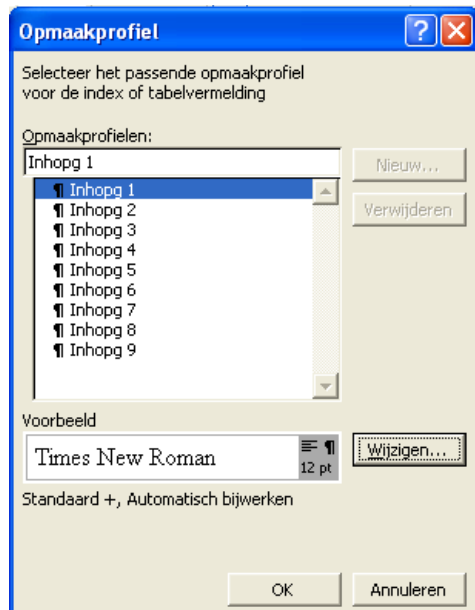 Opmaakprofiel
Selecteer het passende opmaakprofiel
voor de index of tabelvermelding
Opmaakprofielen:
Inhopg 1
Nieuw...
¶ Inhopg 1
¶ Inhopg 2
Verwijderen
¶ Inhopg 3
¶ Inhopg 4
¶ Inhopg 5
¶ Inhopg 6
¶ Inhopg 7
¶ Inhopg 8
¶ Inhopg 9
Voorbeeld
Times New Roman
¶
12 pt
Wijzigen...
Standaard +, Automatisch bijwerken
OK
Annuleren